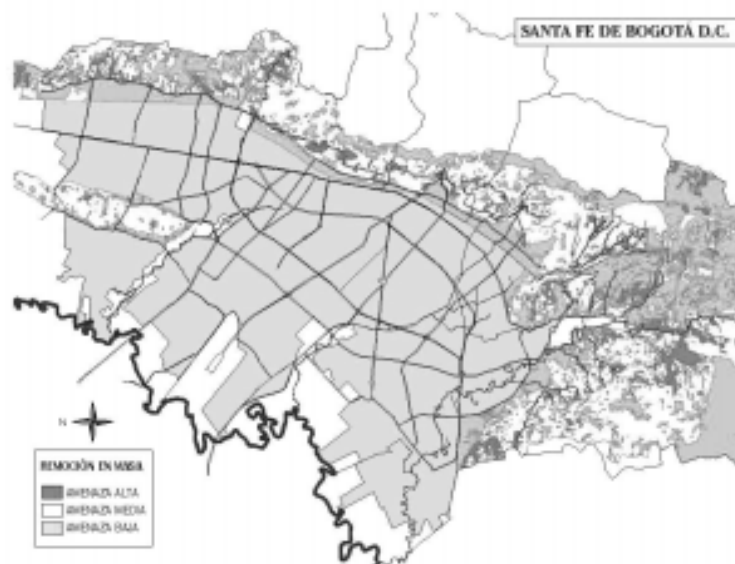 SANTA FE DE BOGOTÁ D.C.
N
REMOCIÓN EN MASA
AMENAZA ALTA
AMENAZA MEDIA
AMENAZA BAJA